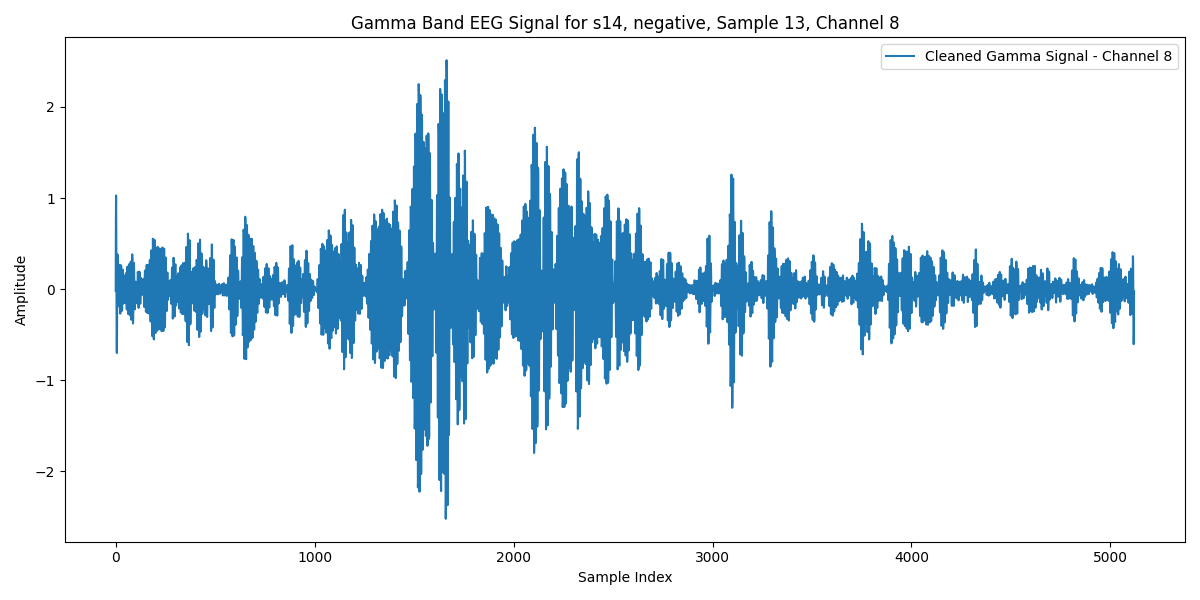 Gamma Band EEG Signal for s14, negative, Sample 13, Channel 8
Cleaned Gamma Signal - Channel 8
Amplitude
2
1
0
−1
−2
0 1000 2000 3000 4000 5000
Sample Index